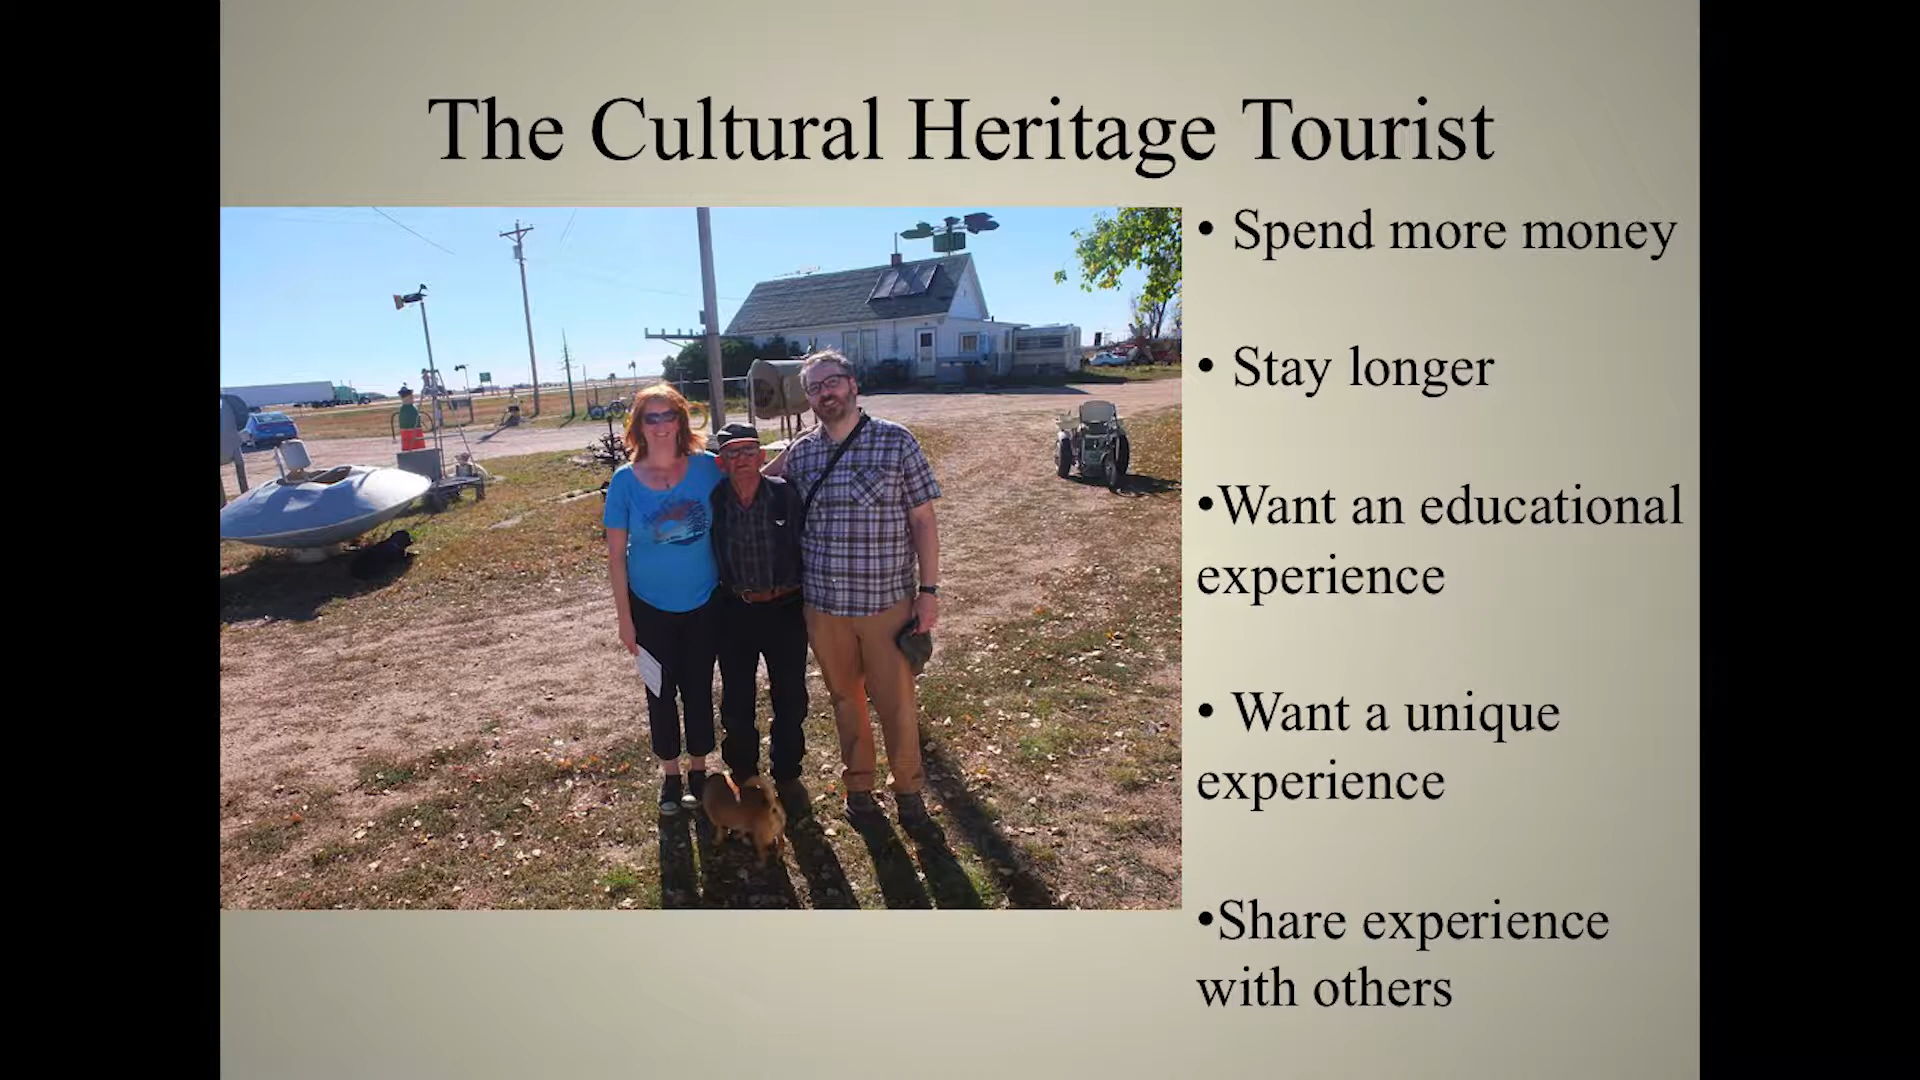 The Cultural Heritage Tourist
• Spend more money
• Stay longer
•Want an educational
experience
• Want a unique
experience
•Share experience
with others